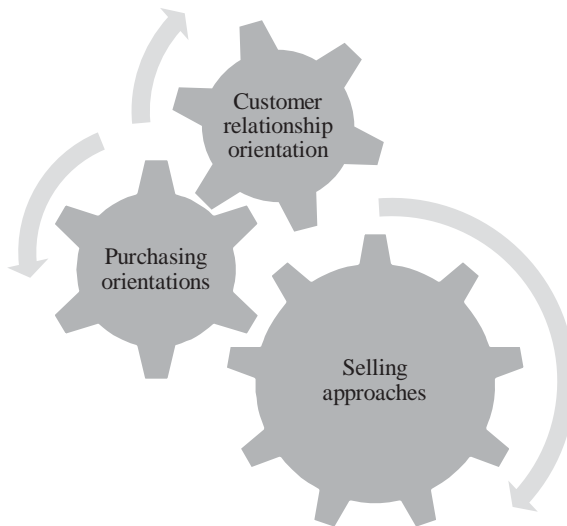 Customer
relationship
orientation
Purchasing
orientations
Selling
approaches